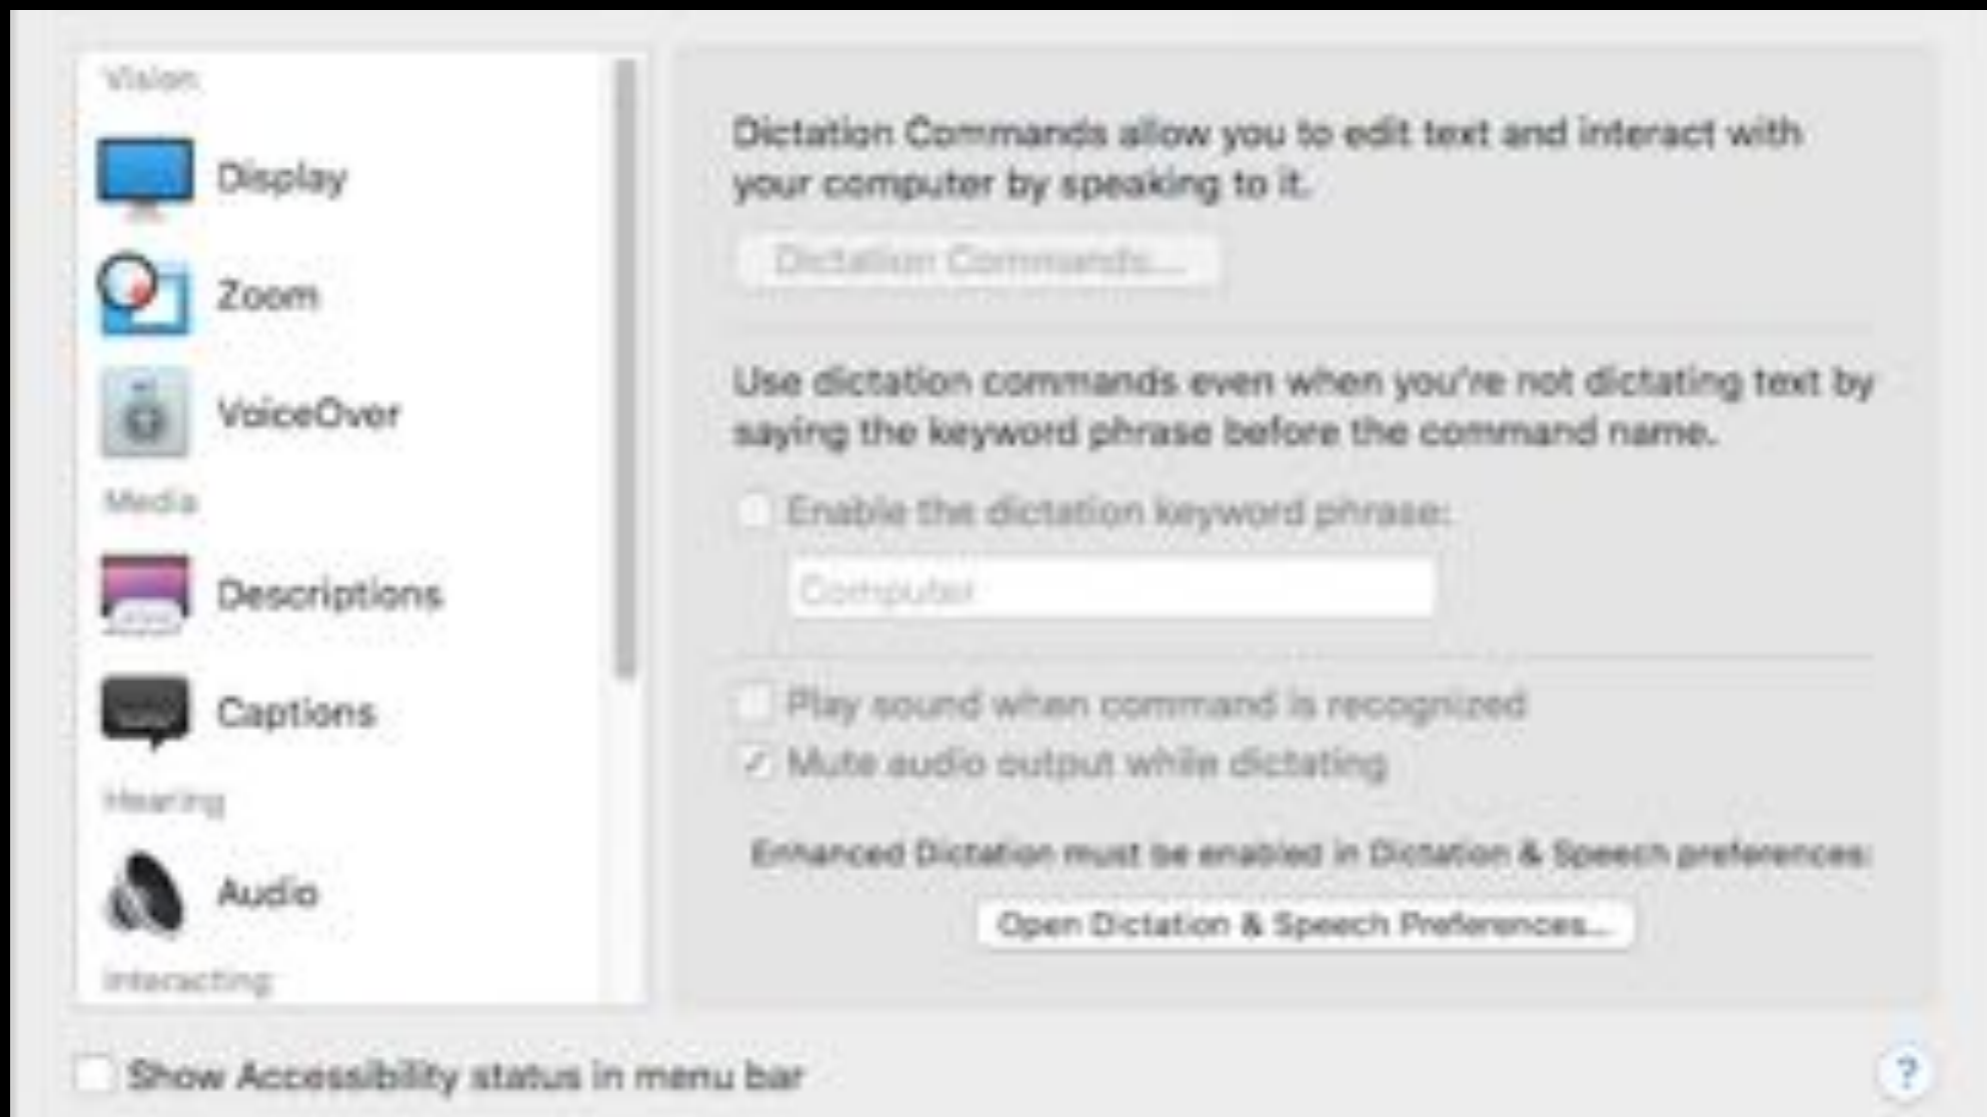 Vision
Display
Zoom
VoiceOver
Media
Descriptions
Captions
Hearing
Audio
Interacting
Dictation Commands allow you to edit text and interact with
your computer by speaking to it.
Dictation Commands...
Use dictation commands even when you're not dictating text by
saying the keyword phrase before the command name.
Enable the dictation keyword phrase:
Computer
Play sound when command is recognized
Mute audio output while dictating
Enhanced Dictation must be enabled in Dictation & Speech preferences:
Open Dictation & Speech Preferences...
Show Accessibility status in menu bar
?